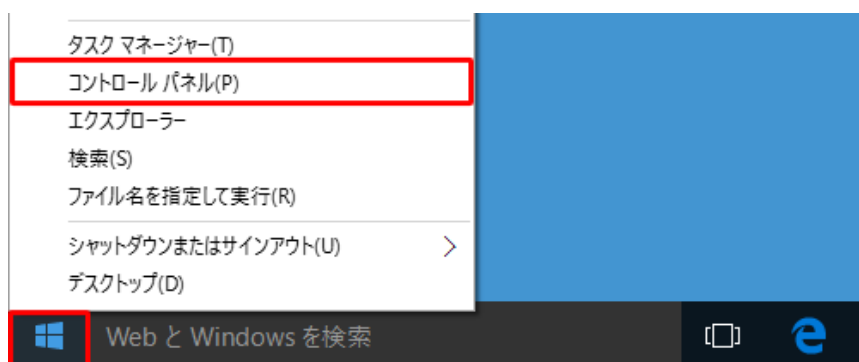 タスク マネージャー(T)
コントロール パネル(P)
エクスプローラー
検索(S)
ファイル名を指定して実行(R)
シャットダウンまたはサインアウト(U)
デスクトップ(D)
Web と Windows を検索